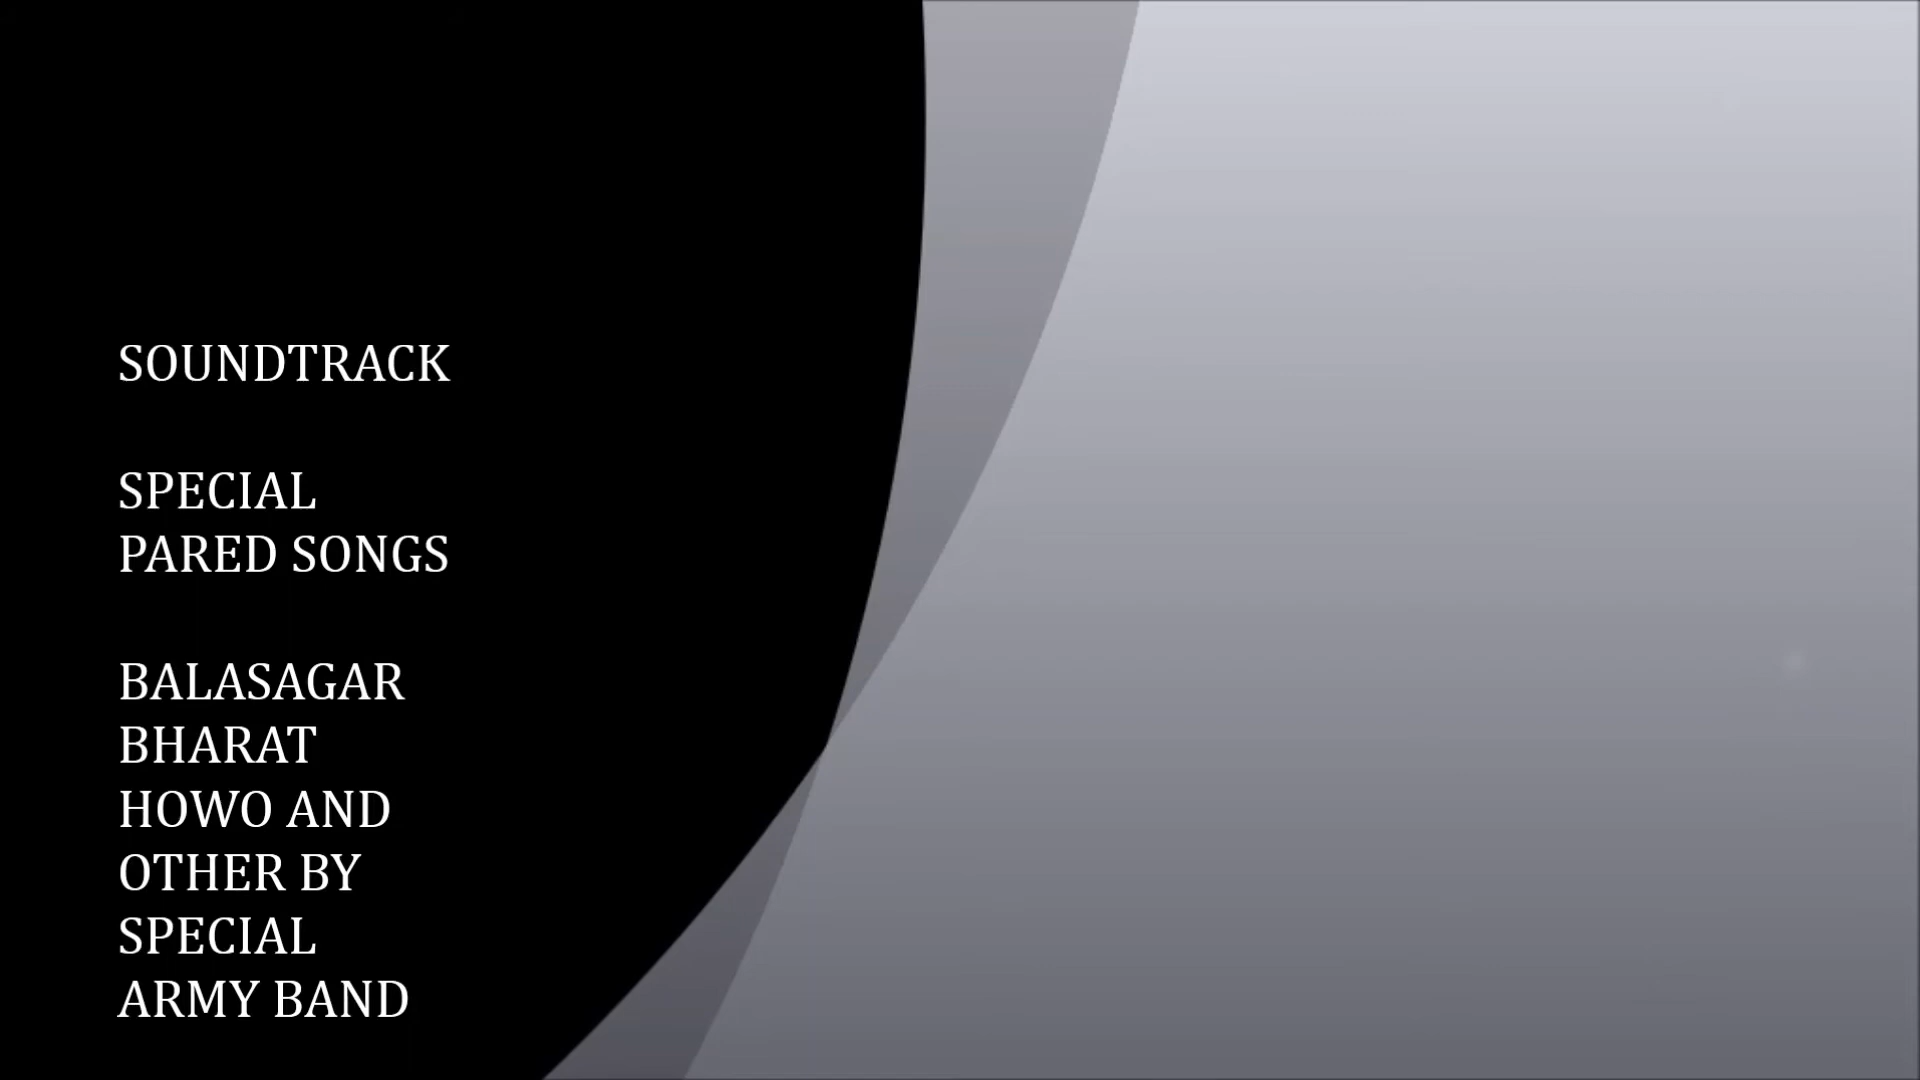 SOUNDTRACK
SPECIAL
PARED SONGS
BALASAGAR
BHARAT
HOWO AND
OTHER BY
SPECIAL
ARMY BAND